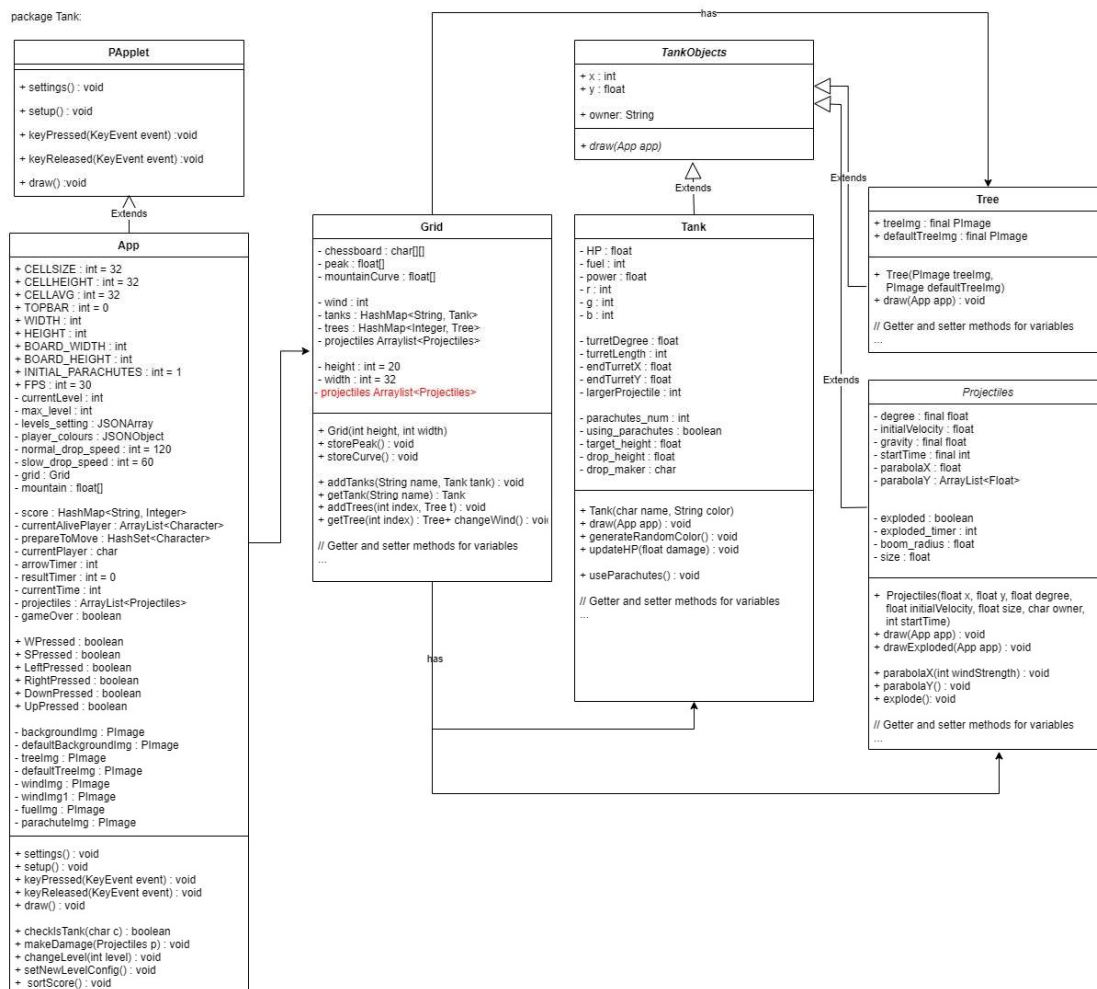 package Tank:
has
PApplet
+ settings() : void
+ setup() : void
+ keyPressed(KeyEvent event) :void
+ keyReleased(KeyEvent event) :void
+ draw() :void
Extends
App
+ CELLSIZE : int = 32
+ CELLHEIGHT : int = 32
+ CELLAVG : int = 32
+ TOPBAR : int = 0
+ WIDTH : int
+ HEIGHT : int
+ BOARD_WIDTH : int
+ BOARD_HEIGHT : int
+ INITIAL_PARACHUTES : int = 1
+ FPS : int = 30
- currentLevel : int
- max_level : int
- levels_setting : JSONArray
- player_colours : JSONObject
- normal_drop_speed : int = 120
- slow_drop_speed : int = 60
- grid : Grid
- mountain : float[]
- score : HashMap<String, Integer>
- currentAlivePlayer : ArrayList<Character>
- prepareToMove : HashSet<Character>
- currentPlayer : char
- arrowTimer : int
- resultTimer : int = 0
- currentTime : int
- projectiles : ArrayList<Projectiles>
- gameOver : boolean
+ WPressed : boolean
+ SPressed : boolean
+ LeftPressed : boolean
+ RightPressed : boolean
+ DownPressed : boolean
+ UpPressed : boolean
- backgroundImg : PImage
- defaultBackgroundImg : PImage
- treeImg : PImage
- defaultTreeImg : PImage
- windImg : PImage
- windImg1 : PImage
- fuelImg : PImage
- parachuteImg : PImage
+ settings() : void
+ setup() : void
+ keyPressed(KeyEvent event) : void
+ keyReleased(KeyEvent event) : void
+ draw() : void
+ checkIsTank(char c) : boolean
+ makeDamage(Projectiles p) : void
+ changeLevel(int level) : void
+ setNewLevelConfig() : void
+ sortScore() : void
Grid
- chessboard : char[][]
- peak : float[]
- mountainCurve : float[]
- wind : int
- tanks : HashMap<String, Tank>
- trees : HashMap<Integer, Tree>
- projectiles Arraylist<Projectiles>
- height : int = 20
- width : int = 32
- projectiles Arraylist<Projectiles>
+ Grid(int height, int width)
+ storePeak() : void
+ storeCurve() : void
+ addTanks(String name, Tank tank) : void
+ getTank(String name) : Tank
+ addTrees(int index, Tree t) : void
+ getTree(int index) : Tree+ changeWind() : voi
// Getter and setter methods for variables
...
has
TankObjects
+ x : int
+ y : float
+ owner: String
+ draw(App app)
Extends
Tank
- HP : float
- fuel : int
- power : float
- r : int
- g : int
- b : int
- turretDegree : float
- turretLength : int
- endTurretX : float
- endTurretY : float
- largerProjectile : int
- parachutes_num : int
- using_parachutes : boolean
- target_height : float
- drop_height : float
- drop_maker : char
+ Tank(char name, String color)
+ draw(App app) : void
+ generateRandomColor() : void
+ updateHP(float damage) : void
+ useParachutes() : void
// Getter and setter methods for variables
...
Extends
Tree
+ treeImg : final PImage
+ defaultTreeImg : final PImage
+ Tree(PImage treeImg,
PImage defaultTreeImg)
+ draw(App app) : void
// Getter and setter methods for variables
...
Extends
Projectiles
- degree : final float
- initialVelocity : float
- gravity : final float
- startTime : final int
- parabolaX : float
- parabolaY : ArrayList<Float>
- exploded : boolean
- exploded_timer : int
- boom_radius : float
- size : float
+ Projectiles(float x, float y, float degree,
float initialVelocity, float size, char owner,
int startTime)
+ draw(App app) : void
+ drawExploded(App app) : void
+ parabolaX(int windStrength) : void
+ parabolaY() : void
+ explode(): void
// Getter and setter methods for variables
...